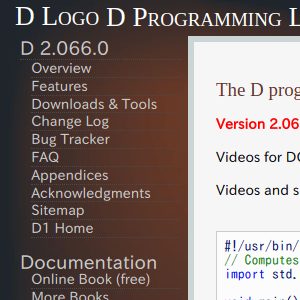 D Logo D Programming L
D 2.066.0
Overview
Features
Downloads & Tools
Change Log
Bug Tracker
FAQ
Appendices
Acknowledgments
Sitemap
D1 Home
Documentation
Online Book (free)
More Books
The D prog
Version 2.06
Videos for DC
Videos and s
#!/usr/bin/
// Computes
import std.
void main()